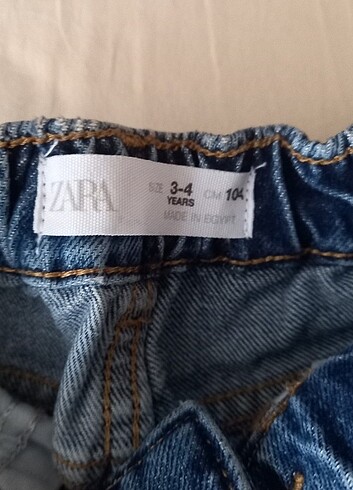 ZARA
SIZE 3-4 YEARS CM 104
MADE IN EGYPT